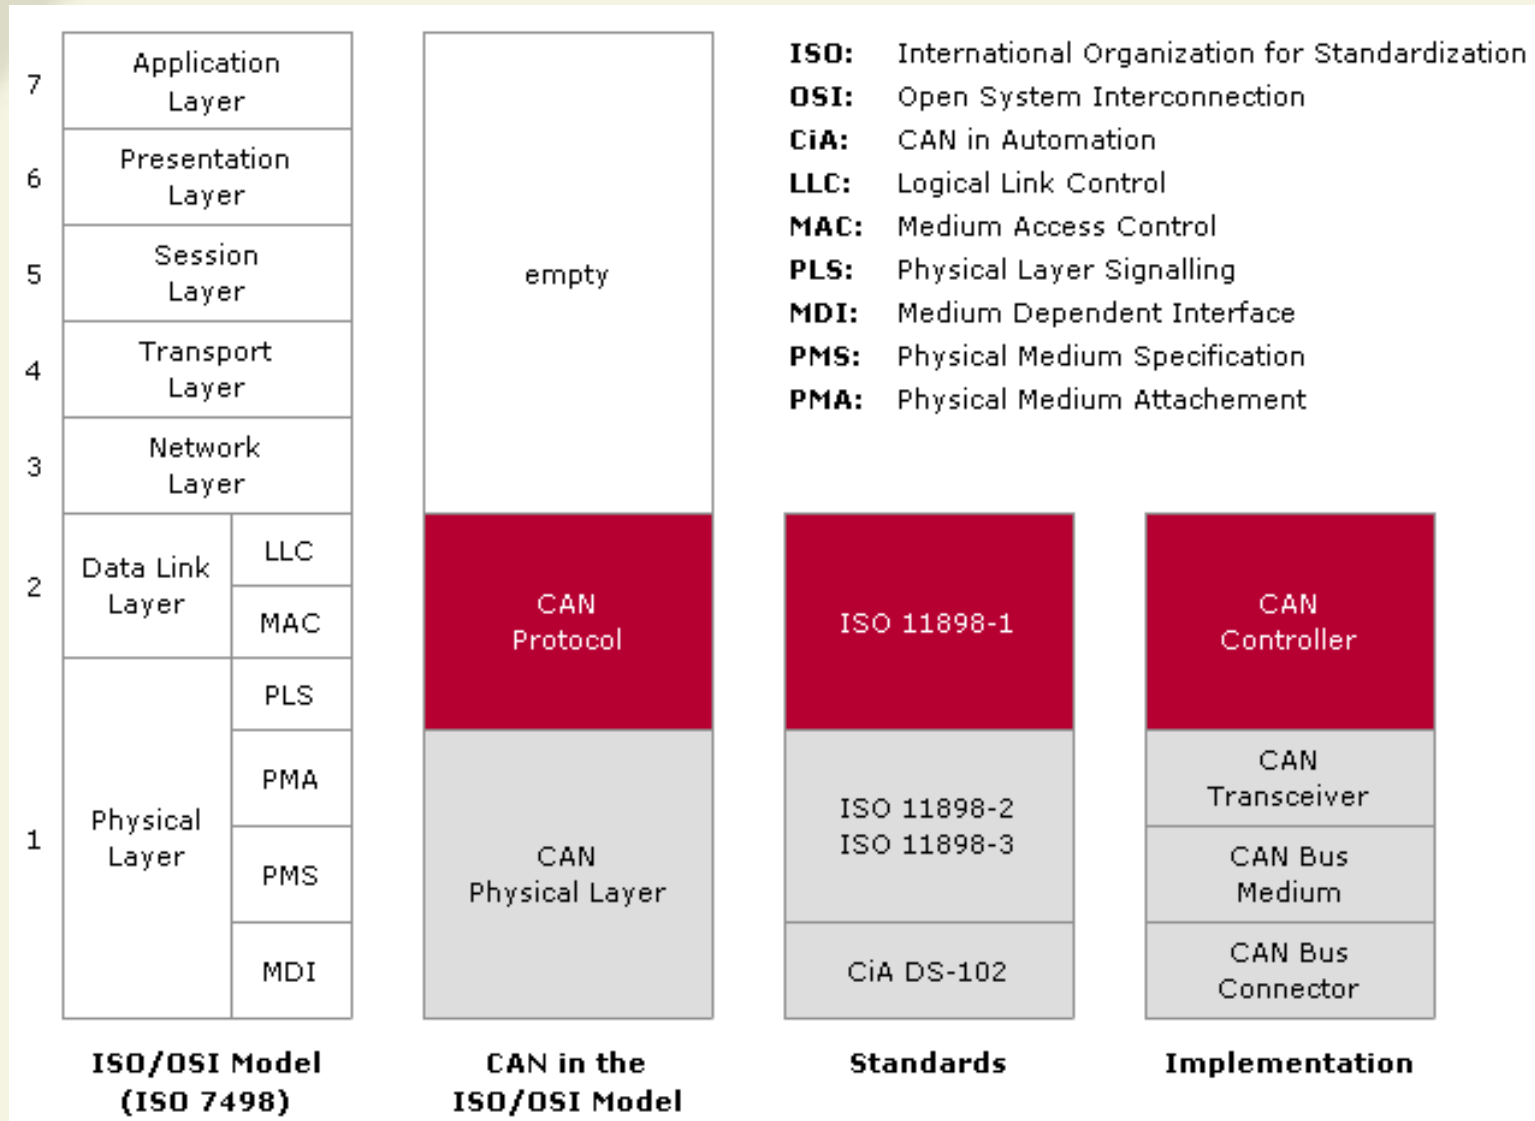 7
Application
Layer
6
Presentation
Layer
5
Session
Layer
4
Transport
Layer
3
Network
Layer
2
Data Link
Layer
LLC
MAC
1
Physical
Layer
PLS
PMA
PMS
MDI
ISO/OSI Model
(ISO 7498)
empty
CAN
Protocol
CAN
Physical Layer
CAN in the
ISO/OSI Model
ISO: International Organization for Standardization
OSI: Open System Interconnection
CiA: CAN in Automation
LLC: Logical Link Control
MAC: Medium Access Control
PLS: Physical Layer Signalling
MDI: Medium Dependent Interface
PMS: Physical Medium Specification
PMA: Physical Medium Attachement
ISO 11898-1
ISO 11898-2
ISO 11898-3
CiA DS-102
Standards
CAN
Controller
CAN
Transceiver
CAN Bus
Medium
CAN Bus
Connector
Implementation